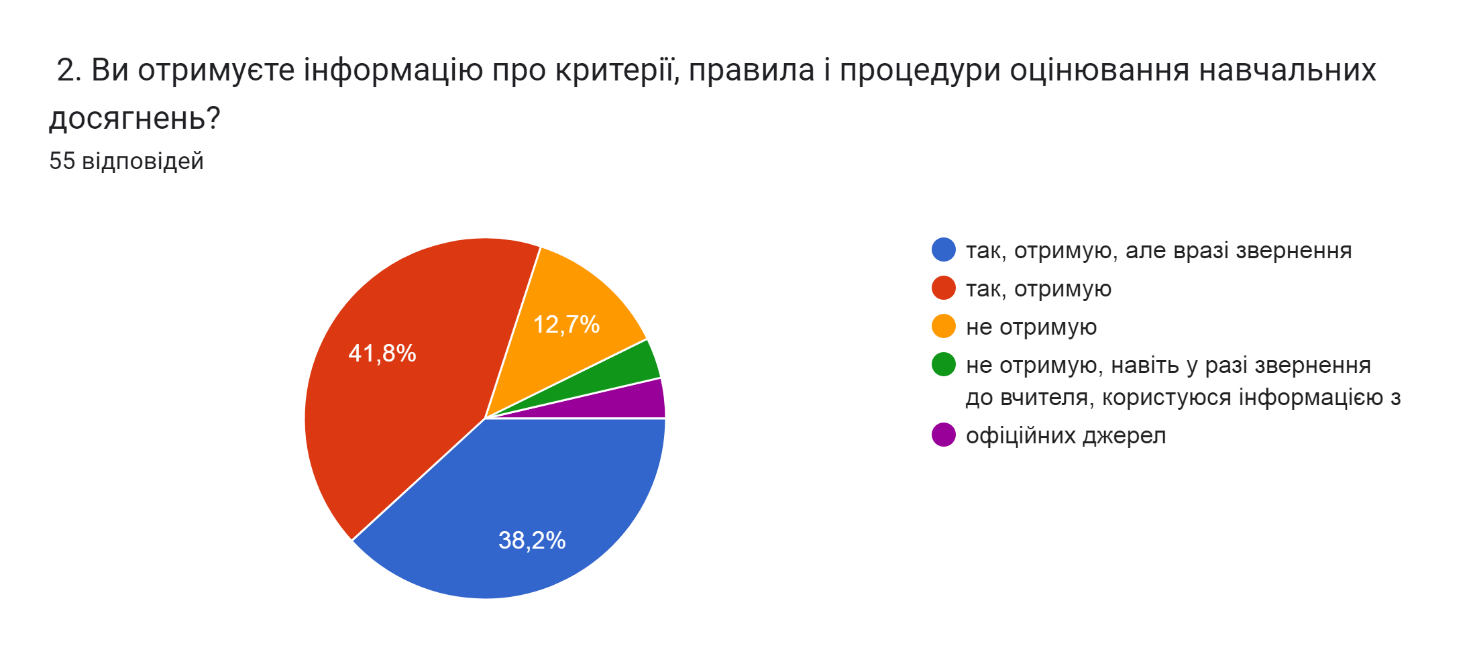 2. Ви отримуєте інформацію про критерії, правила і процедури оцінювання навчальних
досягнень?
55 відповідей
так, отримую, але вразі звернення
так, отримую
не отримую
не отримую, навіть у разі звернення
до вчителя, користуюся інформацією з
офіційних джерел
12,7%
41,8%
38,2%